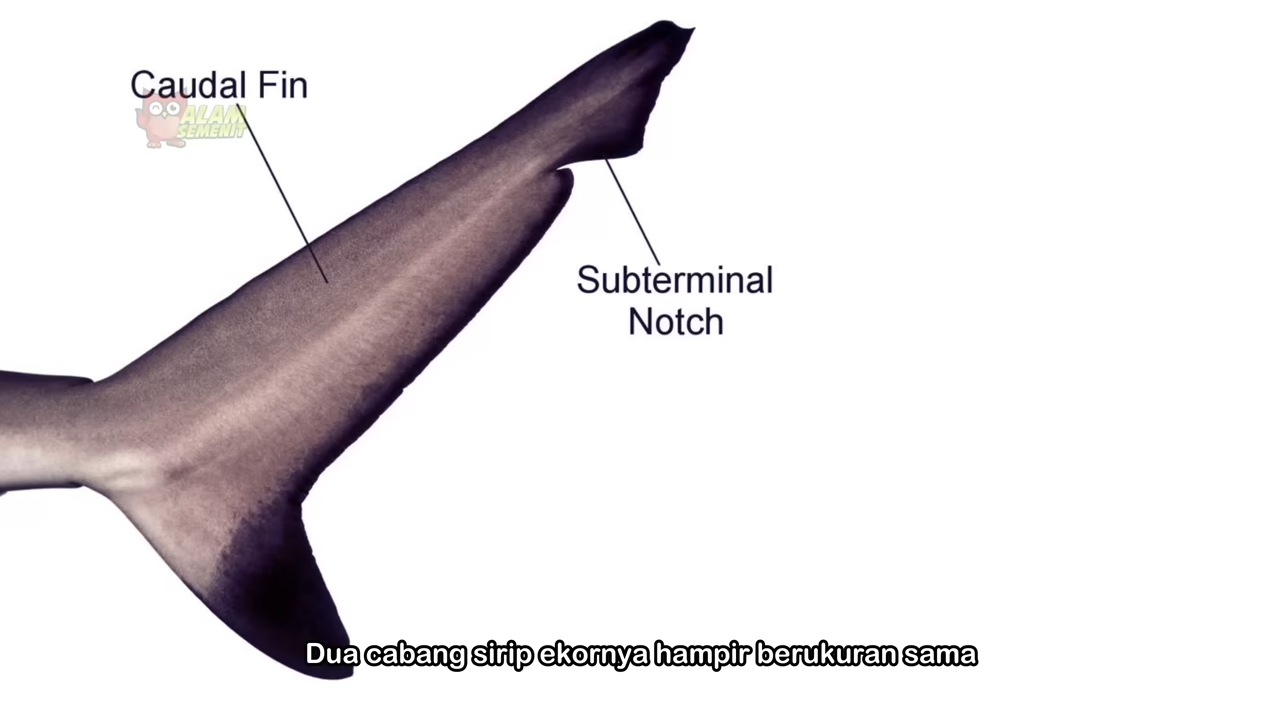 Caudal Fin
ALAM
SEMENIT
Subterminal
Notch
Dua cabang sirip ekornya hampir berukuran sama